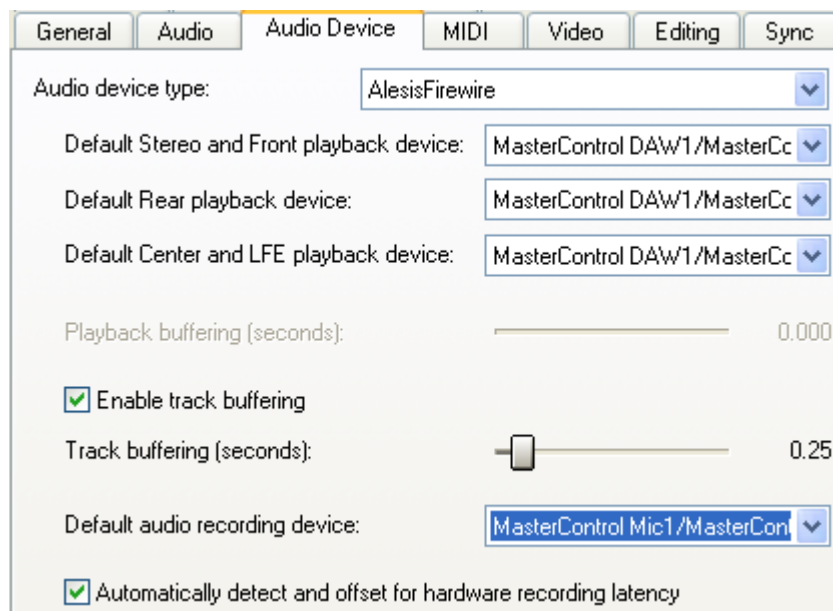 General Audio Audio Device MIDI Video Editing Sync
Audio device type: AlesisFirewire
Default Stereo and Front playback device: MasterControl DAW1/MasterCc
Default Rear playback device: MasterControl DAW1/MasterCc
Default Center and LFE playback device: MasterControl DAW1/MasterCc
Playback buffering (seconds): 0.000
Enable track buffering
Track buffering (seconds): 0.25
Default audio recording device: MasterControl Mic1/MasterCont
Automatically detect and offset for hardware recording latency